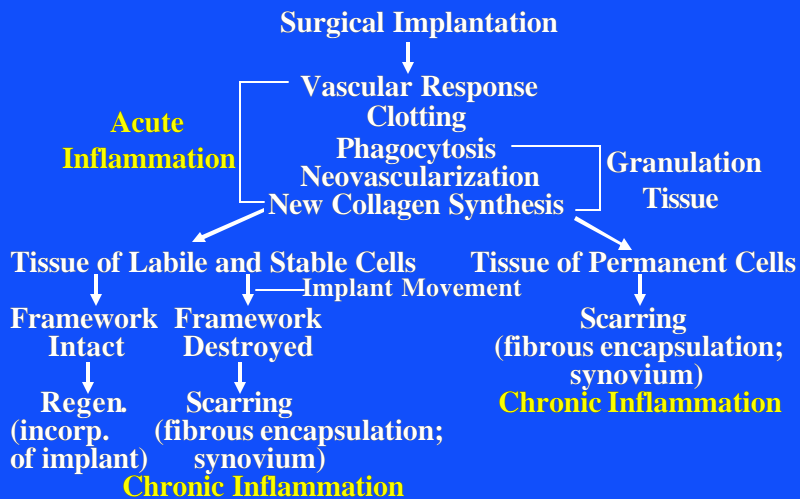 Surgical Implantation
Vascular Response
Clotting
Acute
Inflammation
Phagocytosis
Neovascularization
New Collagen Synthesis
Granulation
Tissue
Tissue of Labile and Stable Cells
Tissue of Permanent Cells
Implant Movement
Framework
Intact
Framework
Destroyed
Scarring
(fibrous encapsulation;
synovium)
Chronic Inflammation
Regen.
(incorp.
of implant)
Scarring
(fibrous encapsulation;
synovium)
Chronic Inflammation